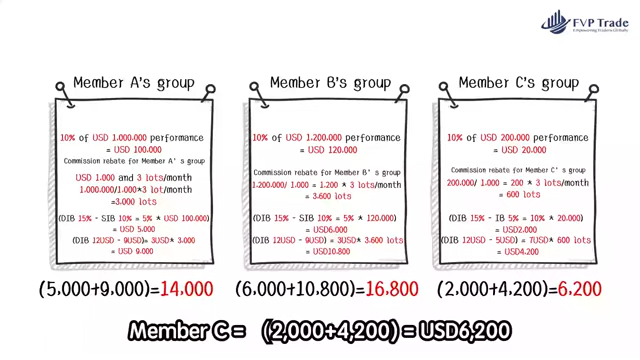 FVP Trade
Empowering Traders Globally
Member A's group
10% of USD 1.000.000 performance
= USD 100.000
Commission rebate for Member A's group
USD 1.000 and 3 lots/month
1.000.000/1.000*3 lot/month
=3.000 lots
(DIB 15% - SIB 10% = 5% * USD 100.000)
= USD 5.000
(DIB 12USD - 9USD)= 3USD* 3.000
= USD 9.000
(5.000+9.000)=14.000
Member B's group
10% of USD 1.200.000 performance
= USD 120.000
Commission rebate for Member B's group
1.200.000/ 1.000 = 1.200 * 3 lots/month
= 3.600 lots
(DIB 15% - SIB 10% = 5% * 120.000)
= USD6.000
(DIB 12USD - 9USD) = 3USD* 3.600 lots
= USD10.800
(6.000+10.800)=16.800
Member C's group
10% of USD 200.000 performance
= USD 20.000
Commission rebate for Member C's group
200.000/ 1.000 = 200 * 3 lots/month
= 600 lots
(DIB 15% - IB 5% = 10% * 20.000)
= USD2.000
(DIB 12USD - 5USD) = 7USD* 600 lots
= USD4.200
(2.000+4.200)=6.200
Member C = (2,000+4,200) = USD6,200